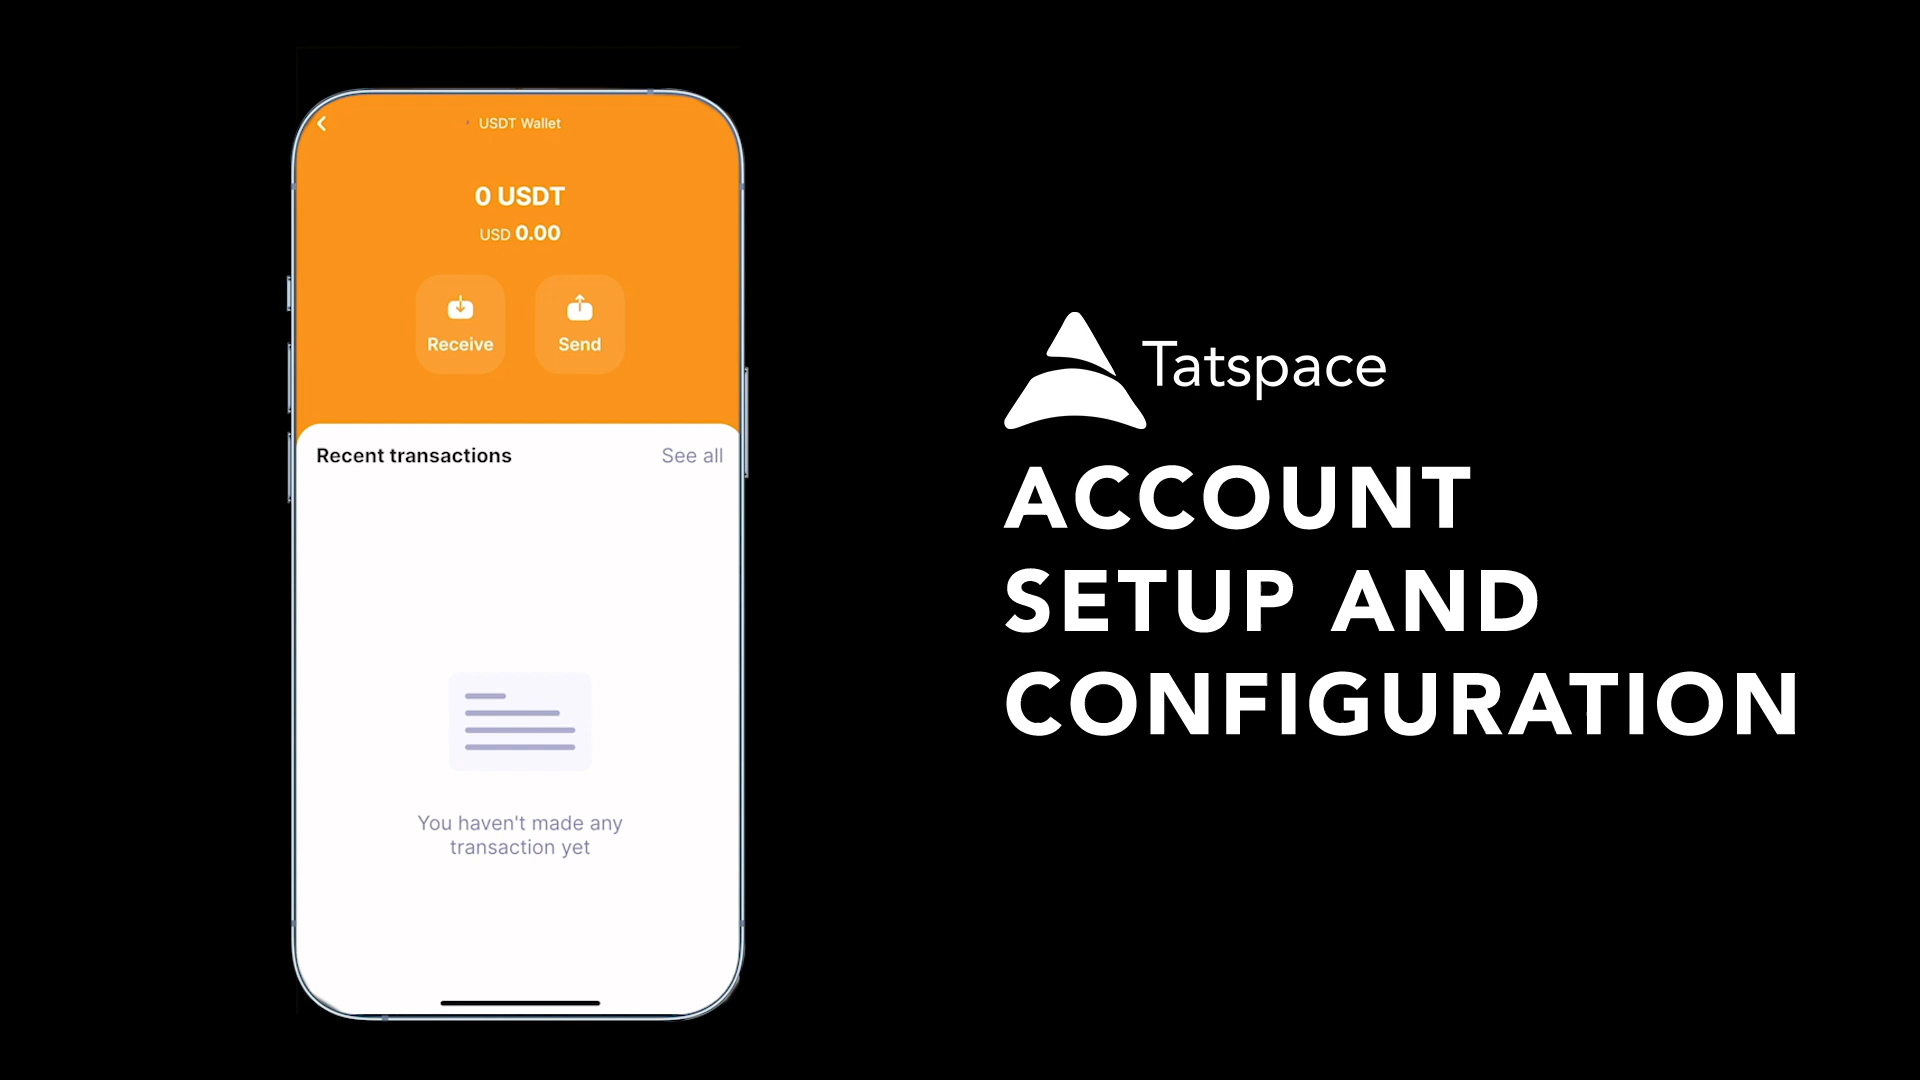 USDT Wallet
0 USDT
USD 0.00
Receive Send
Recent transactions See all
You haven't made any
transaction yet
Tatspace
ACCOUNT
SETUP AND
CONFIGURATION